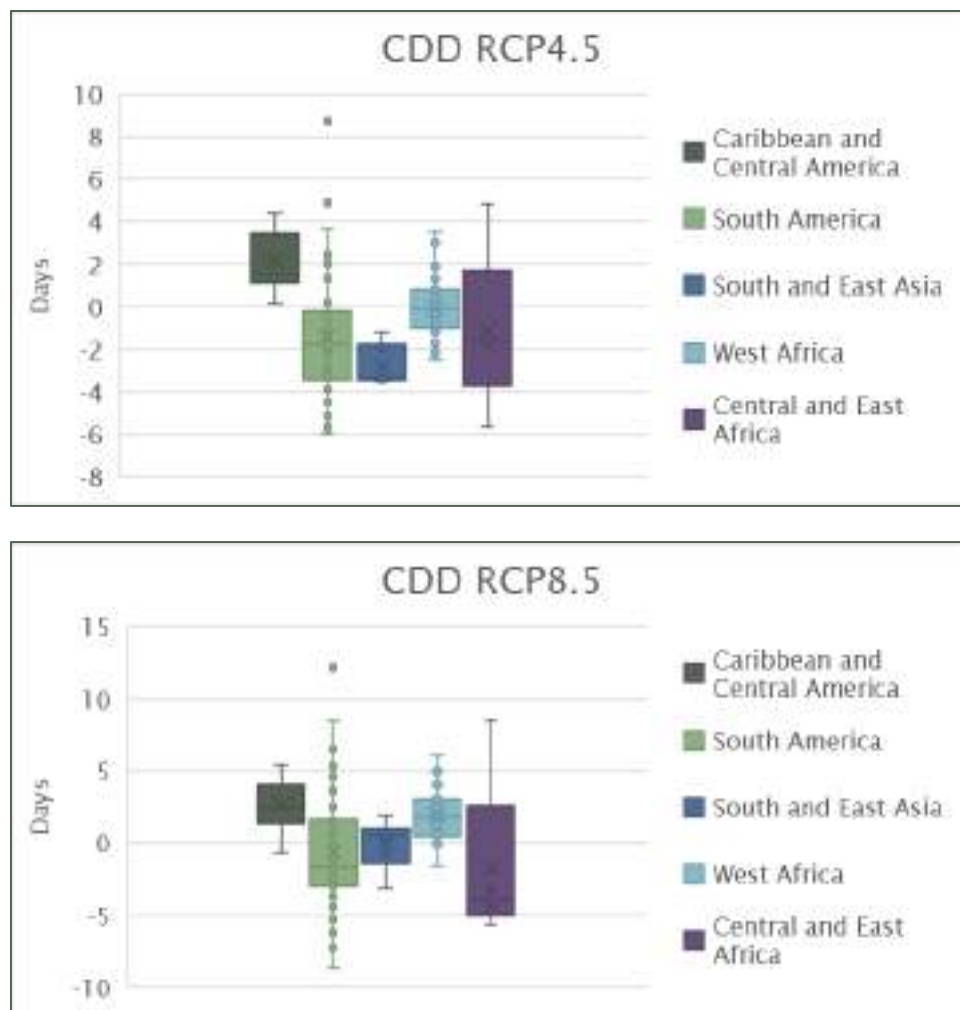 CDD RCP4.5
10
8
6
4
2
0
-2
-4
-6
-8
Days
Caribbean and
Central America
South America
South and East Asia
West Africa
Central and East
Africa
CDD RCP8.5
15
10
5
0
-5
-10
Days
Caribbean and
Central America
South America
South and East Asia
West Africa
Central and East
Africa